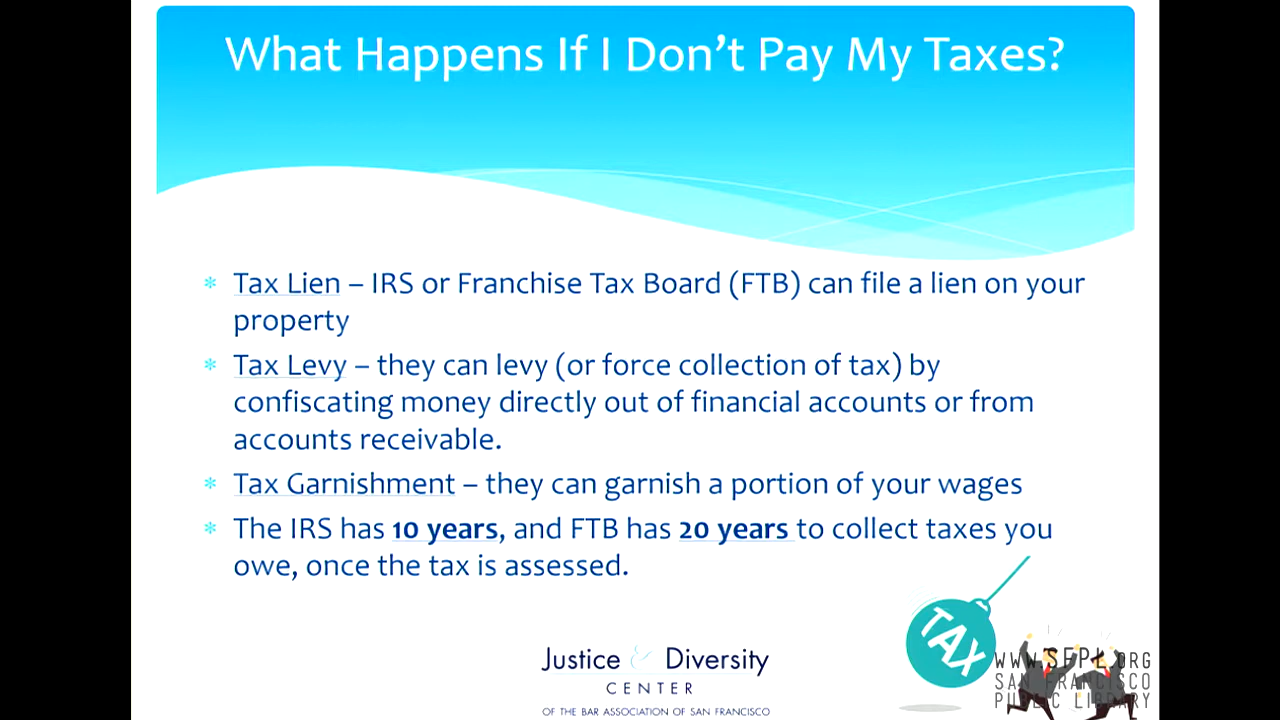 What Happens If I Don't Pay My Taxes?
* Tax Lien – IRS or Franchise Tax Board (FTB) can file a lien on your
property
* Tax Levy – they can levy (or force collection of tax) by
confiscating money directly out of financial accounts or from
accounts receivable.
* Tax Garnishment – they can garnish a portion of your wages
* The IRS has 10 years, and FTB has 20 years to collect taxes you
owe, once the tax is assessed.
TAX
Justice & Diversity
CENTER
OF THE BAR ASSOCIATION OF SAN FRANCISCO
WWW.SFPL.ORG
SAN FRANCISCO
PUBLIC LIBRARY